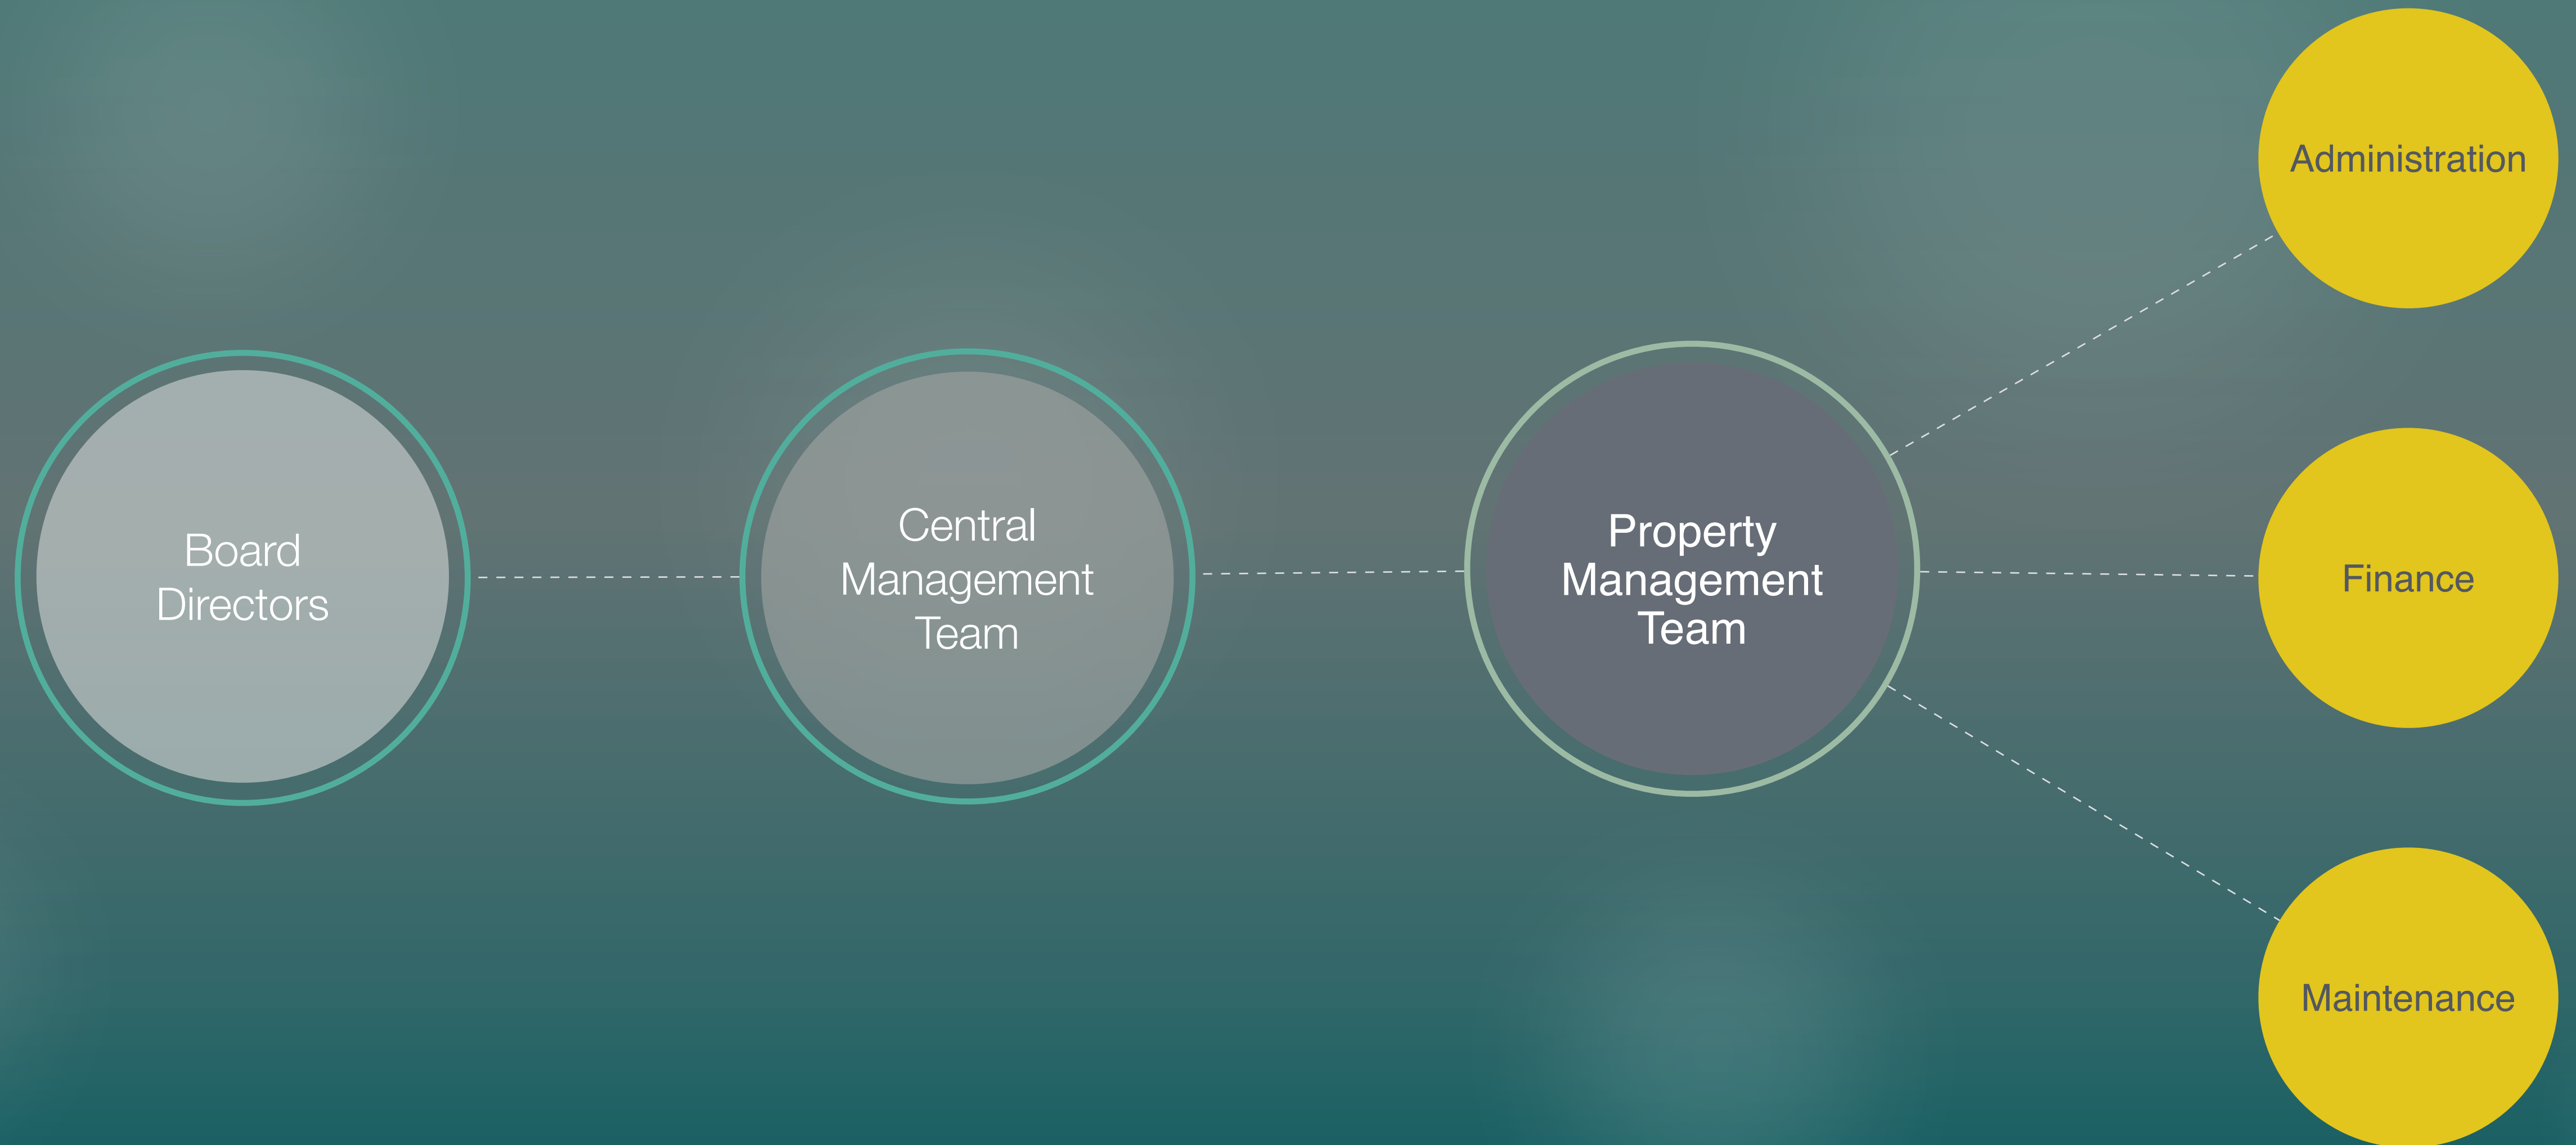 Board
Directors
Central
Management
Team
Property
Management
Team
Administration
Finance
Maintenance